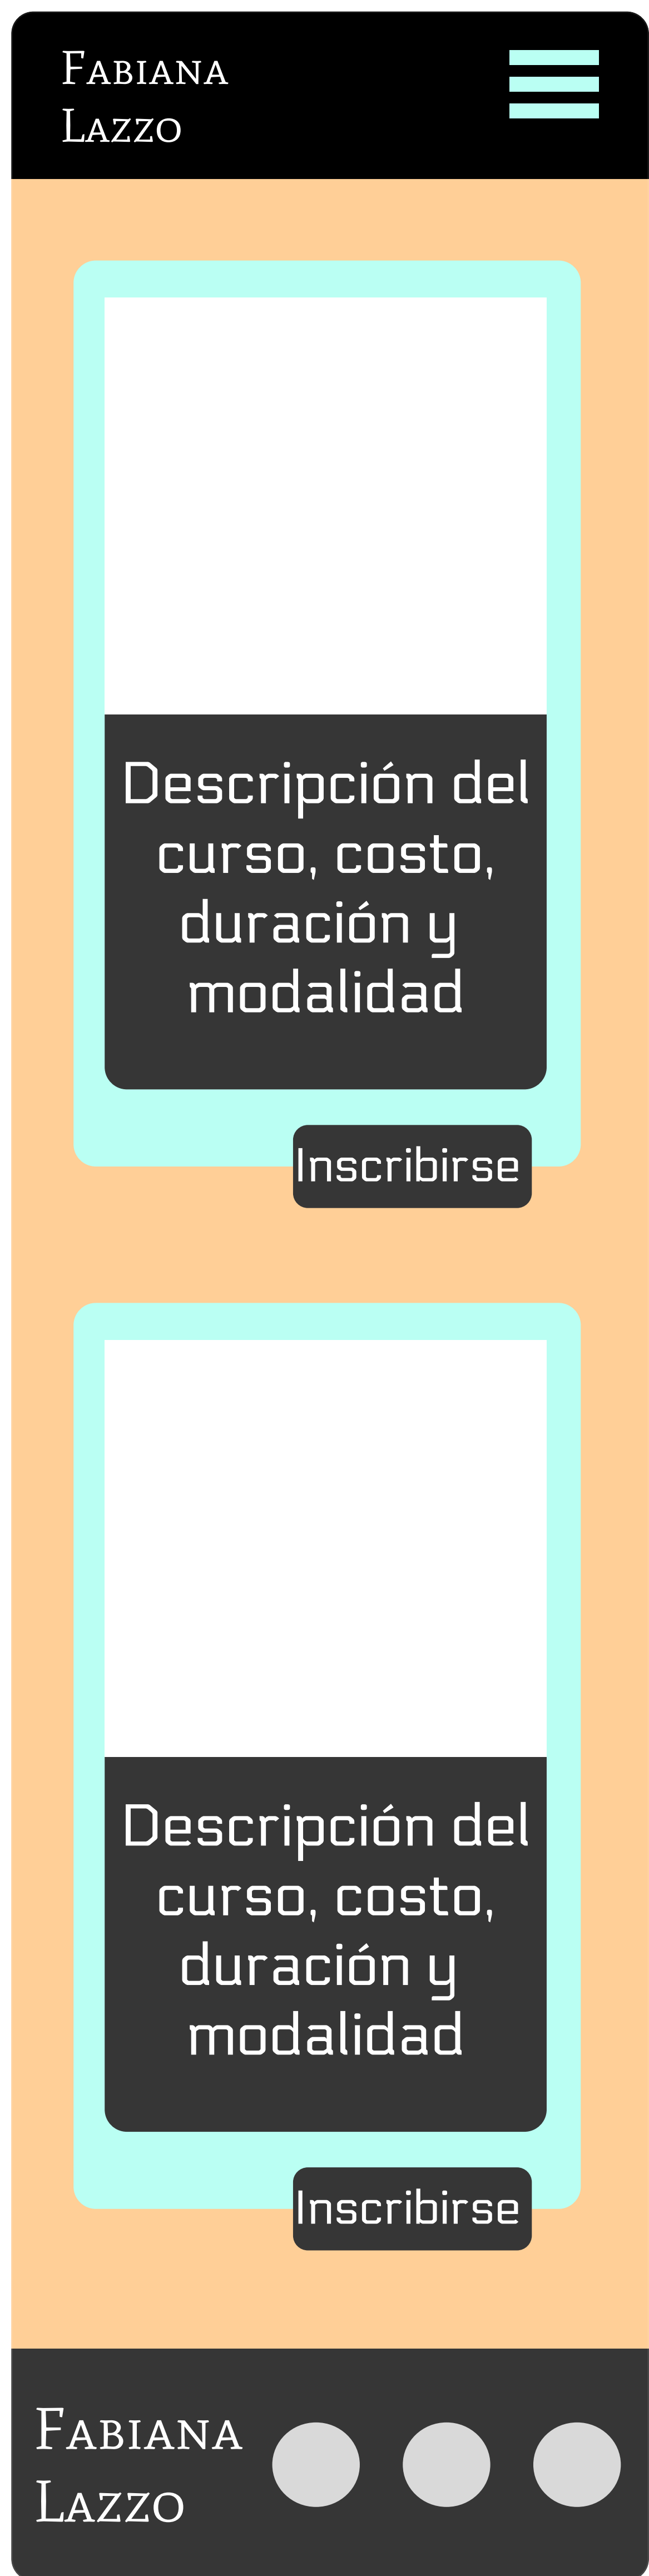 Fabiana
Lazzo
Descripción del
curso, costo,
duración y
modalidad
Inscribirse
Descripción del
curso, costo,
duración y
modalidad
Inscribirse
Fabiana
Lazzo